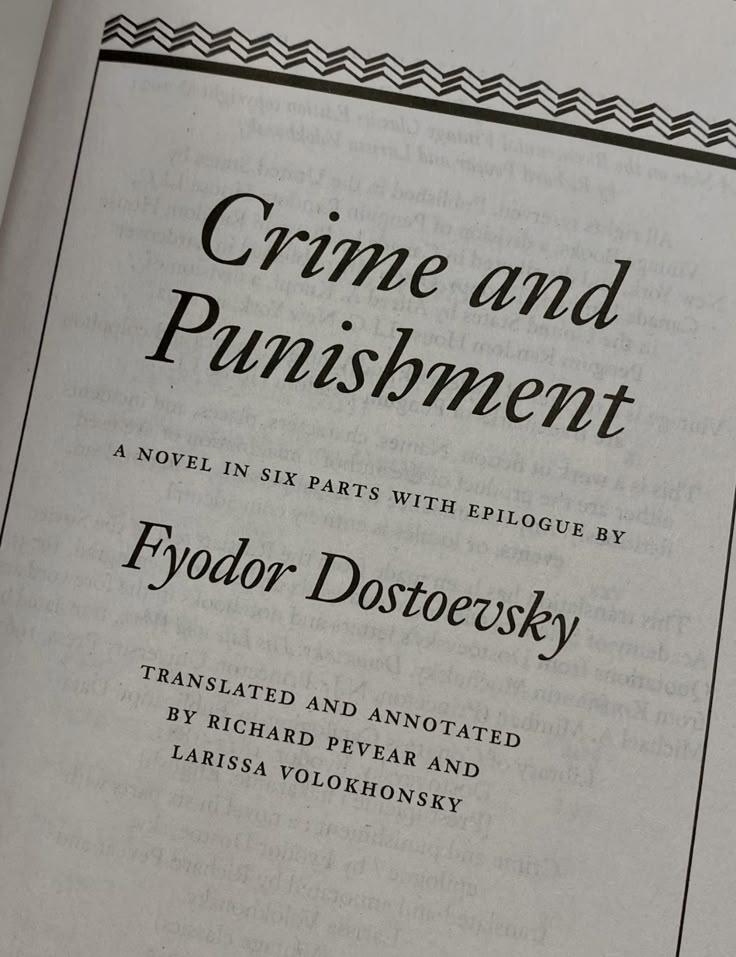 Crime and
Punishment
A NOVEL IN SIX PARTS WITH EPILOGUE BY
Fyodor Dostoevsky
TRANSLATED AND ANNOTATED
BY RICHARD PEVEAR AND
LARISSA VOLOKHONSKY